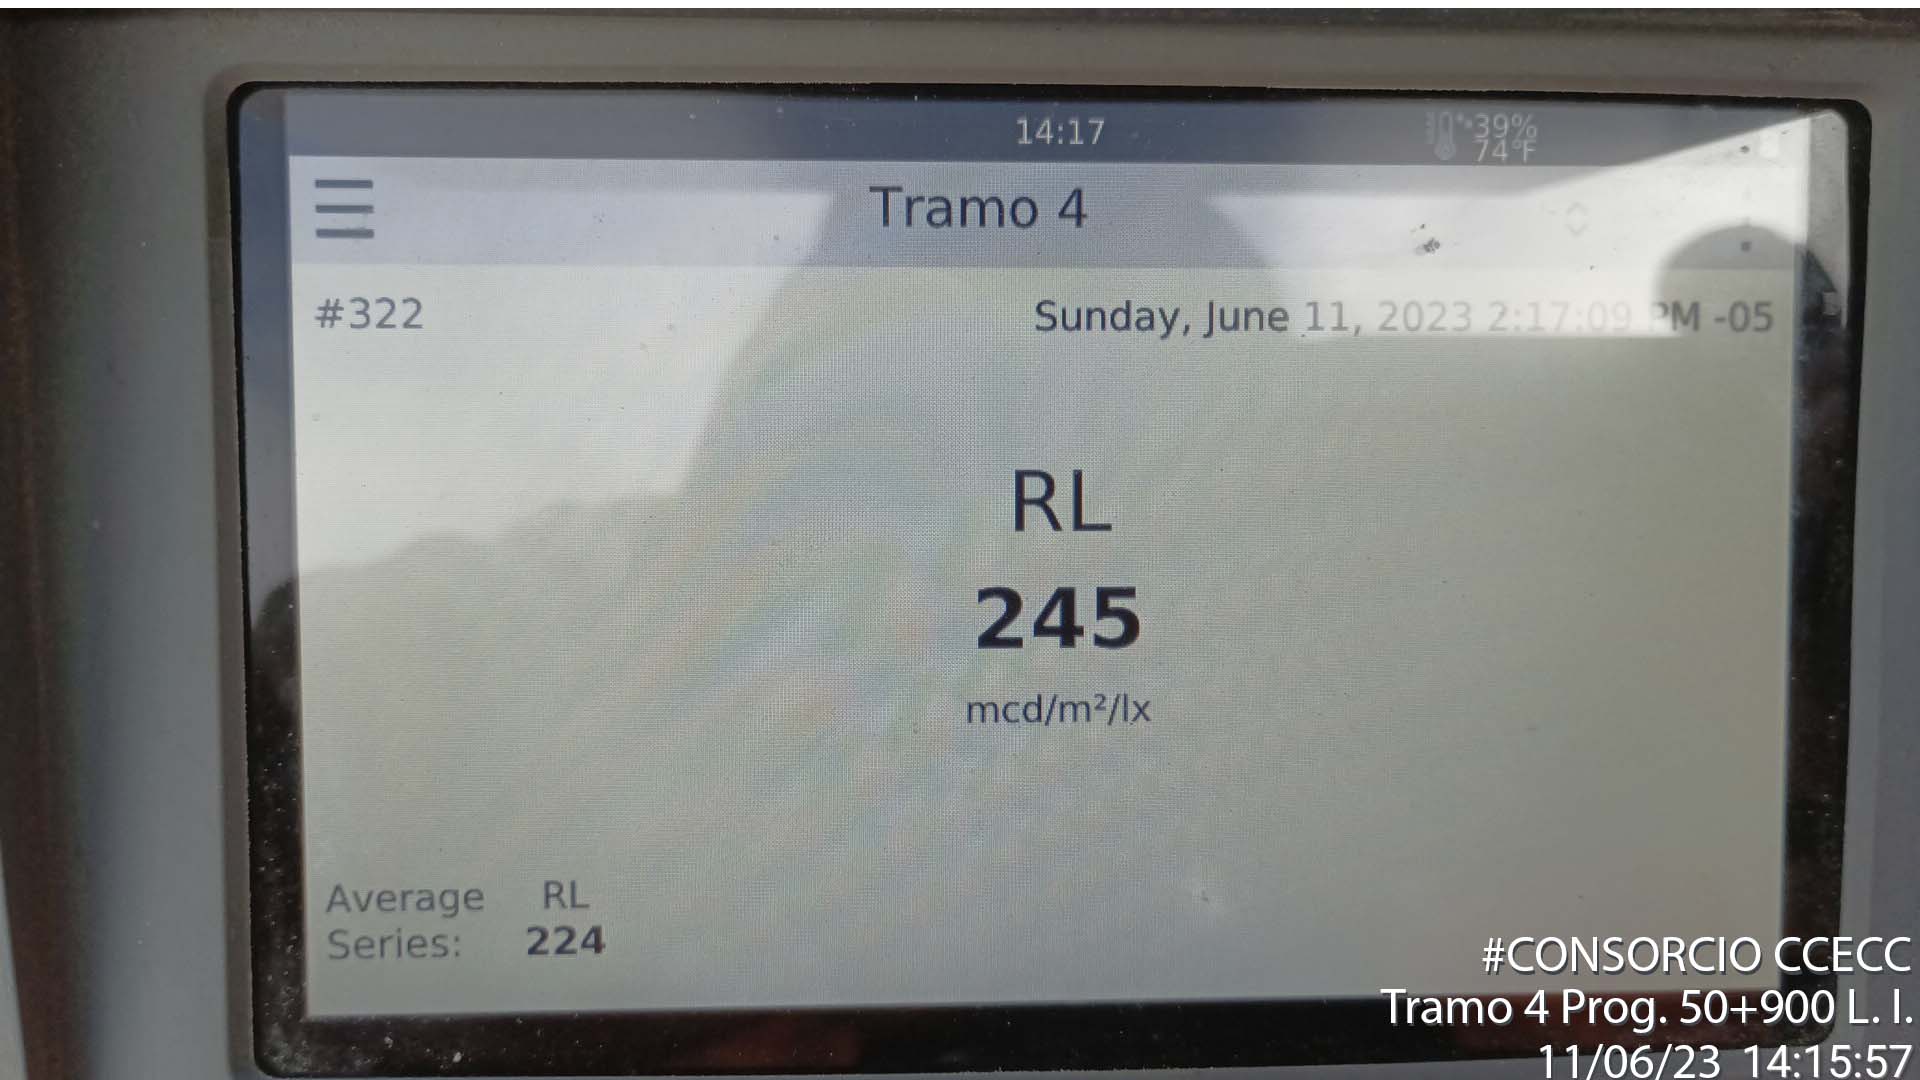 14:17
39%
74°F
Tramo 4
#322
Sunday, June 11, 2023 2:17:09 PM -05
RL
245
mcd/m²/lx
Average RL
Series: 224
#CONSORCIO CCECC
Tramo 4 Prog. 50+900 L. I.
11/06/23 14:15:57